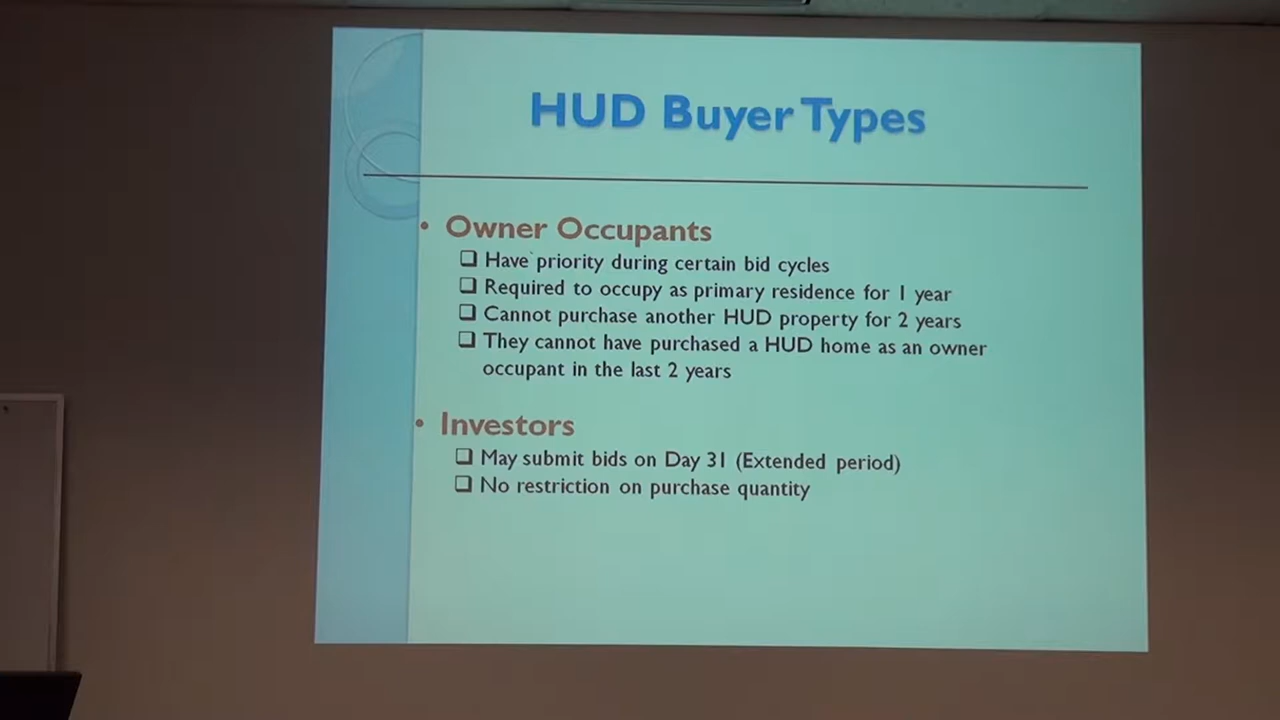 HUD Buyer Types
• Owner Occupants
❑ Have priority during certain bid cycles
❑ Required to occupy as primary residence for 1 year
❑ Cannot purchase another HUD property for 2 years
❑ They cannot have purchased a HUD home as an owner
occupant in the last 2 years
• Investors
❑ May submit bids on Day 31 (Extended period)
❑ No restriction on purchase quantity